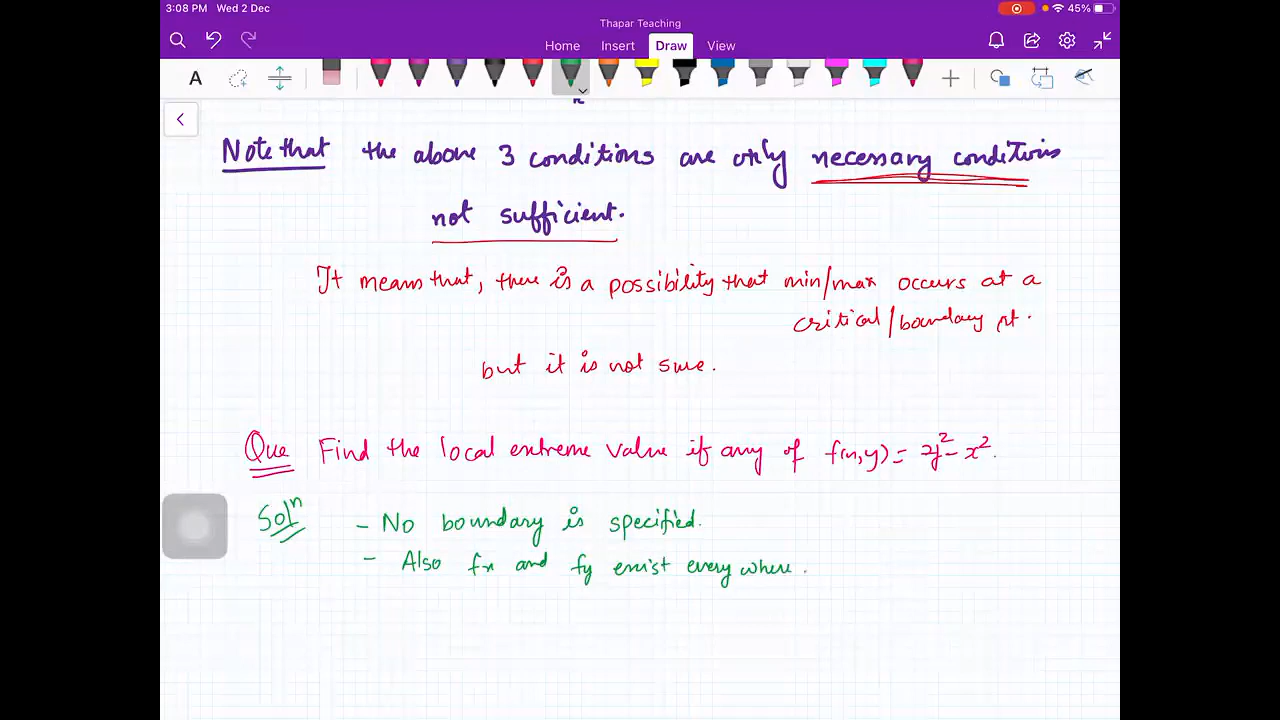 3:08 PM Wed 2 Dec
45%
Thapar Teaching
Home Insert Draw View
A
Note that the above 3 conditions are only necessary conditions
not sufficient.
It means that, there is a possibility that min/max occurs at a
critical/boundary pt.
but it is not sure.
Que Find the local extreme value if any of f(x,y) = y² - x².
Solⁿ - No boundary is specified.
- Also fx and fy exist every where.